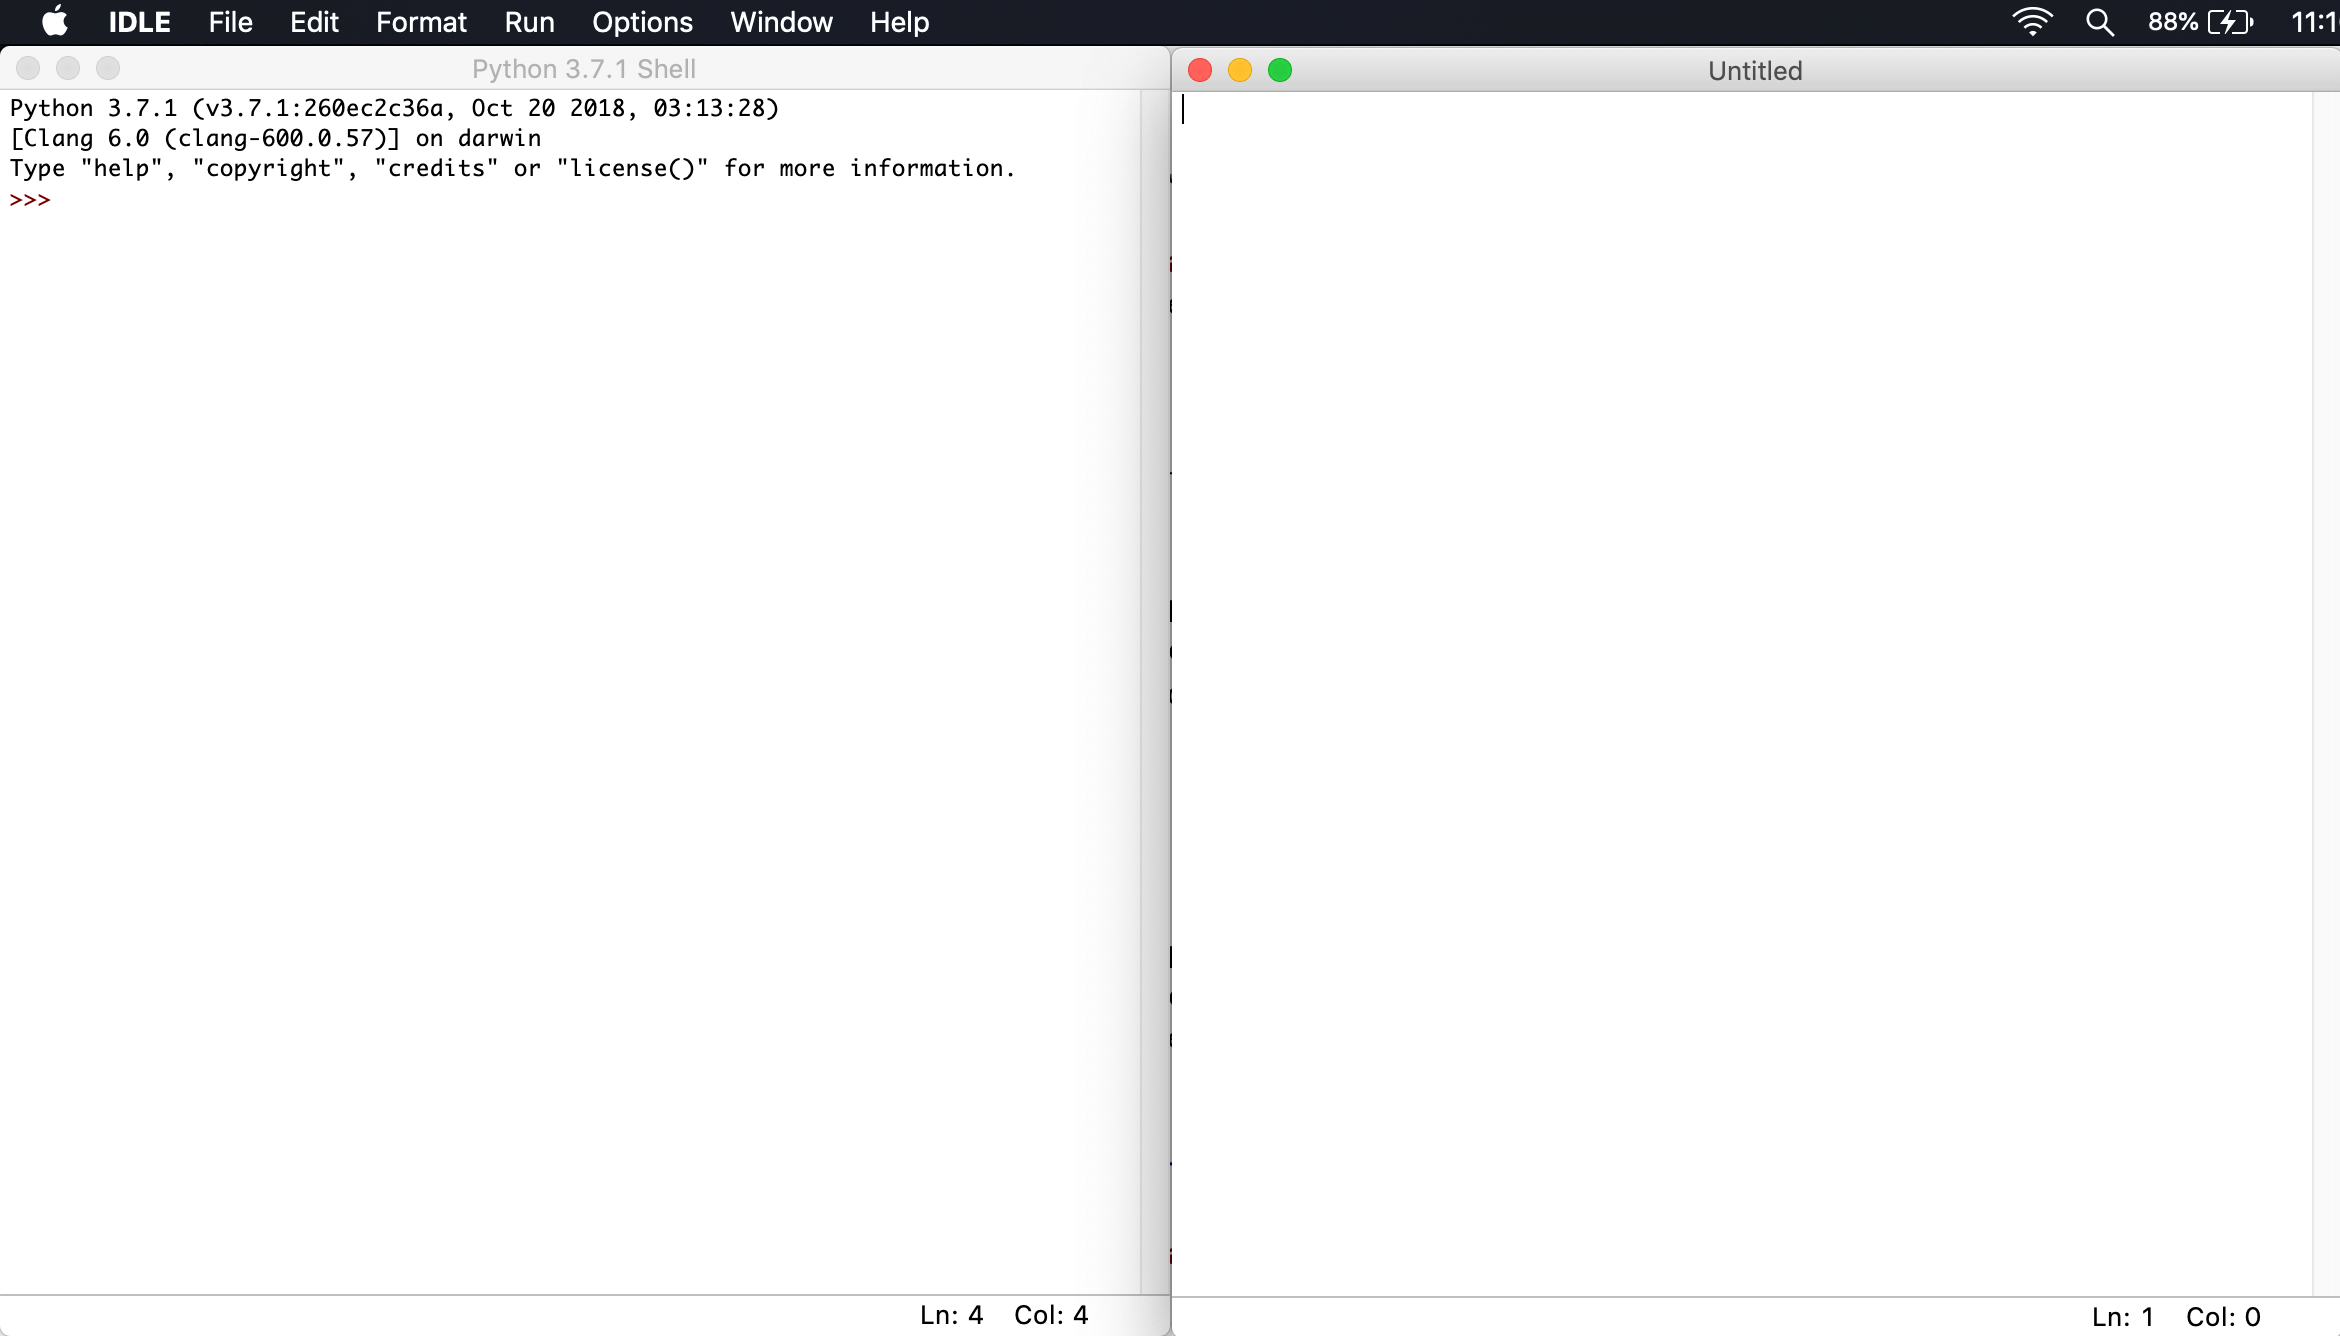 IDLE File Edit Format Run Options Window Help 88% 11:1
Python 3.7.1 Shell
Python 3.7.1 (v3.7.1:260ec2c36a, Oct 20 2018, 03:13:28)
[Clang 6.0 (clang-600.0.57)] on darwin
Type "help", "copyright", "credits" or "license()" for more information.
>>>
Ln: 4 Col: 4
Untitled
Ln: 1 Col: 0